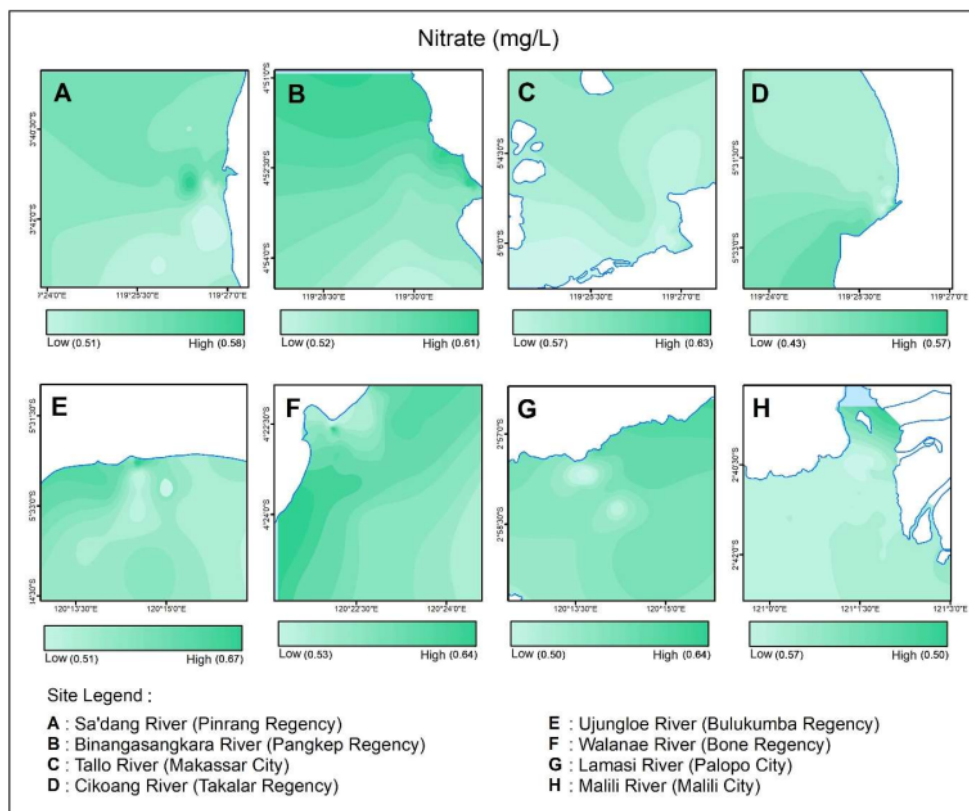 Nitrate (mg/L)
A
B
C
D
3°40'0"S
3°42'0"S
4°51'0"S
4°52'30"S
4°54'0"S
5°4'30"S
5°6'0"S
5°31'30"S
5°33'0"S
°24'0"E 119°25'30"E 119°27'0"E
119°28'30"E 119°30'0"E
119°25'30"E 119°27'0"E
119°24'0"E 119°25'30"E 119°27'0"E
Low (0.51) High (0.58)
Low (0.52) High (0.61)
Low (0.57) High (0.63)
Low (0.43) High (0.57)
E
F
G
H
5°31'30"S
5°33'0"S
14'30"S
4°22'30"S
4°24'0"S
2°57'0"S
2°58'30"S
2°40'30"S
2°42'0"S
120°13'30"E 120°15'0"E
120°22'30"E 120°24'0"E
120°13'30"E 120°15'0"E
121°0'E 121°1'30"E 121°3'0
Low (0.51) High (0.67)
Low (0.53) High (0.64)
Low (0.50) High (0.64)
Low (0.57) High (0.50)
Site Legend :
A : Sa'dang River (Pinrang Regency)
B : Binangasangkara River (Pangkep Regency)
C : Tallo River (Makassar City)
D : Cikoang River (Takalar Regency)
E : Ujungloe River (Bulukumba Regency)
F : Walanae River (Bone Regency)
G : Lamasi River (Palopo City)
H : Malili River (Malili City)